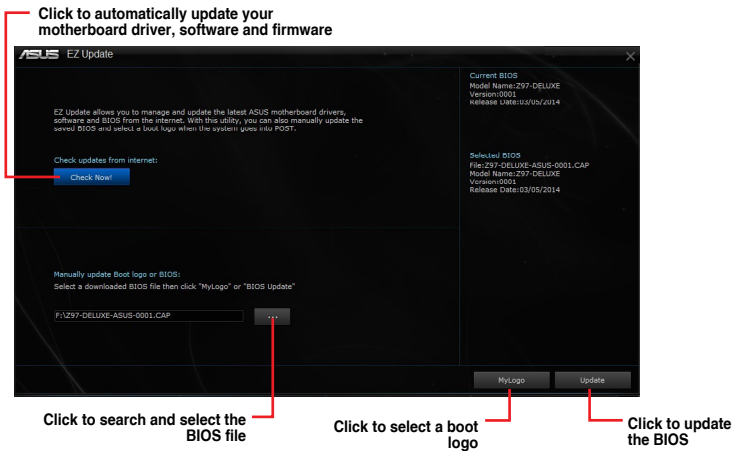 Click to automatically update your
motherboard driver, software and firmware
ASUS EZ Update
EZ Update allows you to manage and update the latest ASUS motherboard drivers,
software and BIOS from the internet. With this utility, you can also manually update the
saved BIOS and select a boot logo when the system goes into POST.
Check updates from internet:
Check Now!
Manually update Boot logo or BIOS:
Select a downloaded BIOS file then click "MyLogo" or "BIOS Update"
F:\Z97-DELUXE-ASUS-0001.CAP
...
Current BIOS
Model Name:Z97-DELUXE
Version:0001
Release Date:03/05/2014
Selected BIOS
File:Z97-DELUXE-ASUS-0001.CAP
Model Name:Z97-DELUXE
Version:0001
Release Date:03/05/2014
MyLogo
Update
Click to search and select the
BIOS file
Click to select a boot
logo
Click to update
the BIOS